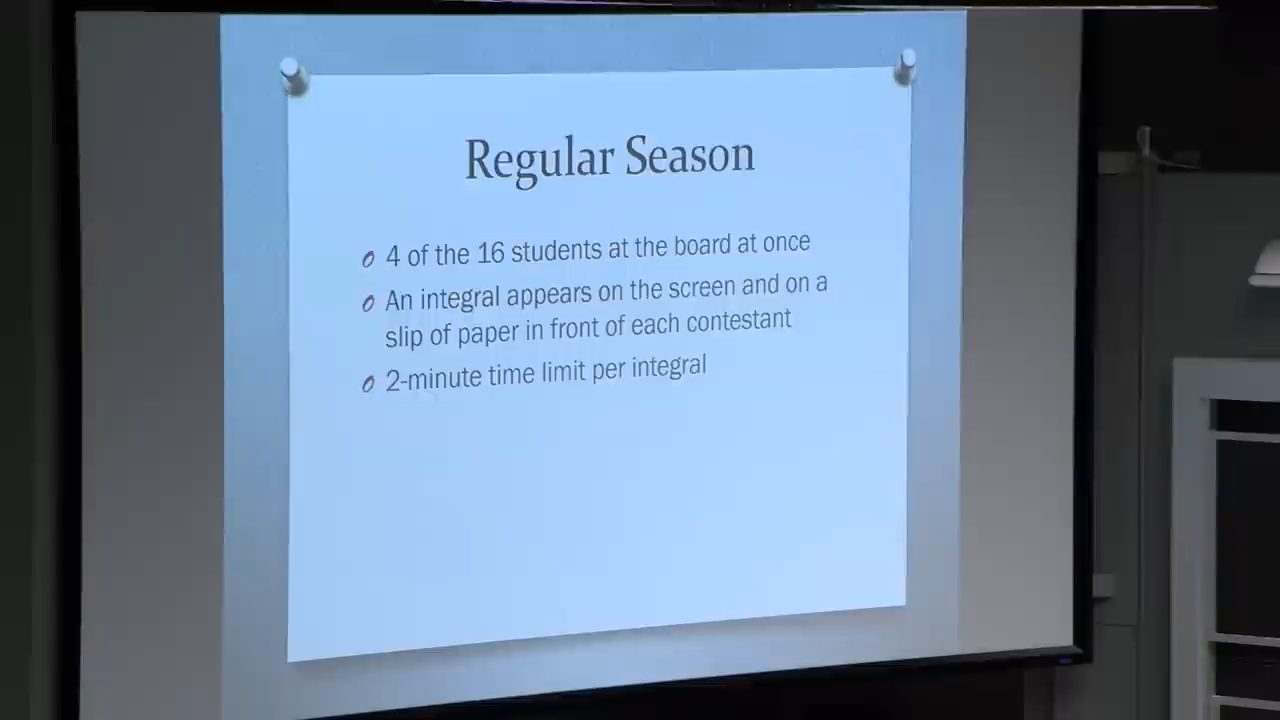 Regular Season
4 of the 16 students at the board at once
An integral appears on the screen and on a
slip of paper in front of each contestant
2-minute time limit per integral